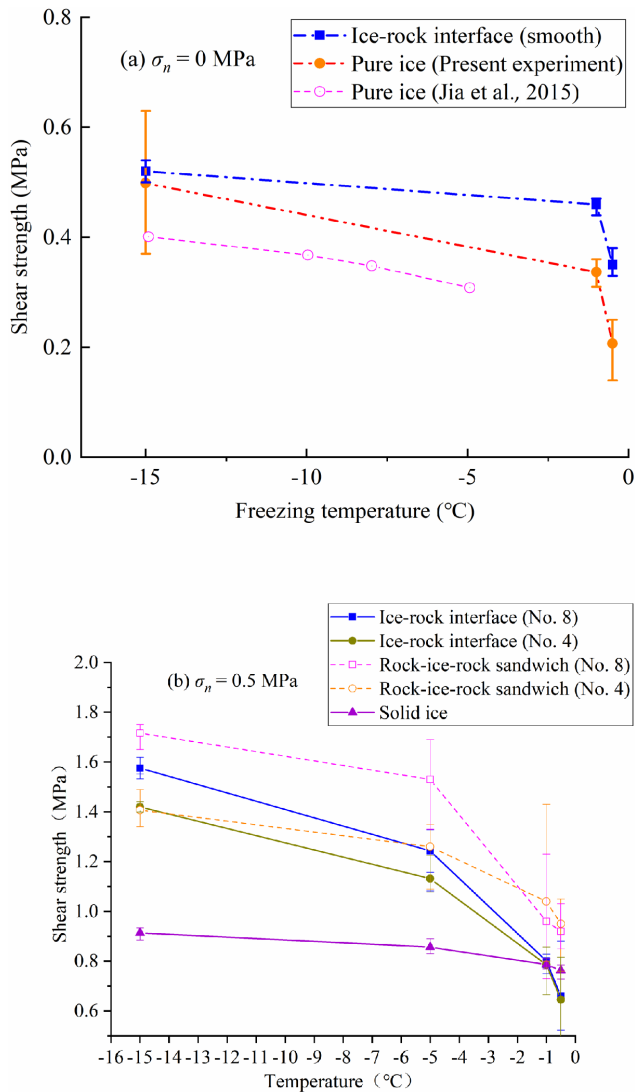 (a) σn = 0 MPa
Ice-rock interface (smooth)
Pure ice (Present experiment)
Pure ice (Jia et al., 2015)
Shear strength (MPa)
0.8
0.6
0.4
0.2
0.0
-15
-10
-5
0
Freezing temperature (℃)
Ice-rock interface (No. 8)
Ice-rock interface (No. 4)
Rock-ice-rock sandwich (No. 8)
Rock-ice-rock sandwich (No. 4)
Solid ice
(b) σn = 0.5 MPa
Shear strength（MPa）
2.0
1.8
1.6
1.4
1.2
1.0
0.8
0.6
-16 -15 -14 -13 -12 -11 -10 -9 -8 -7 -6 -5 -4 -3 -2 -1 0
Temperature（℃）